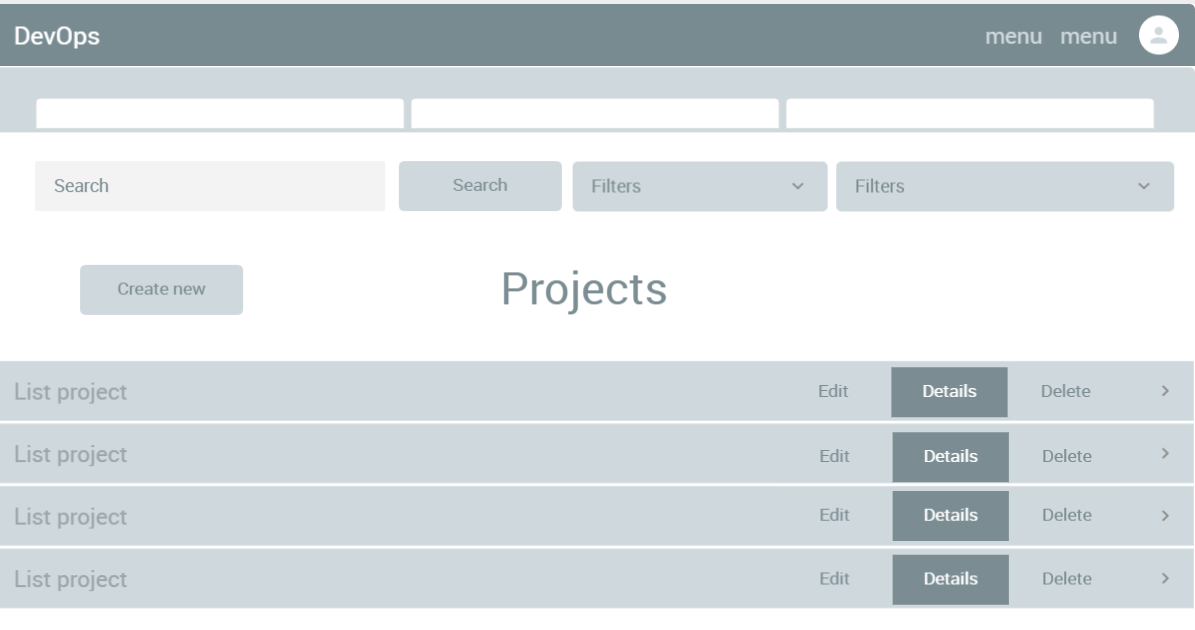 DevOps menu menu
Search Search Filters Filters
Create new Projects
List project Edit Details Delete
List project Edit Details Delete
List project Edit Details Delete
List project Edit Details Delete